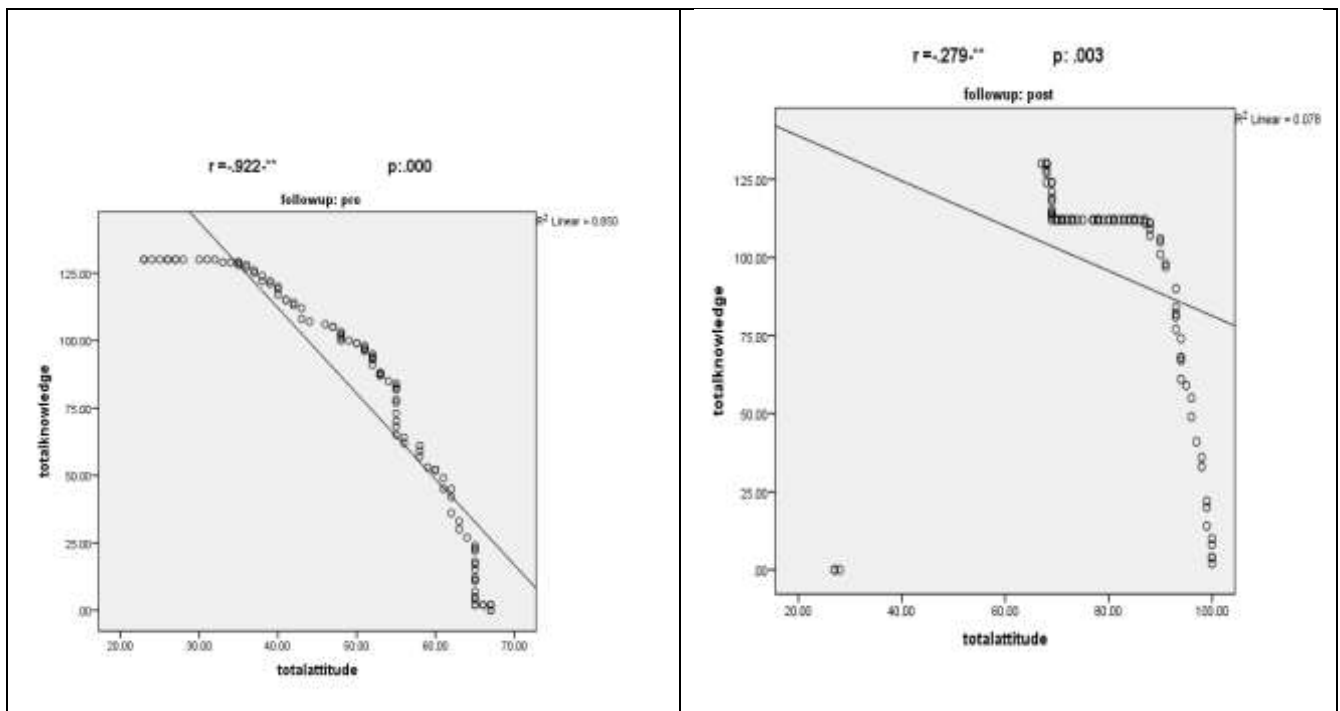 r =-.922-** p:.000
followup: pre
R² Linear = 0.850
totalknowledge
125.00
100.00
75.00
50.00
25.00
.00
20.00 30.00 40.00 50.00 60.00 70.00
totalattitude
r =-.279-** p: .003
followup: post
R² Linear = 0.078
totalknowledge
125.00
100.00
75.00
50.00
25.00
.00
20.00 40.00 60.00 80.00 100.00
totalattitude